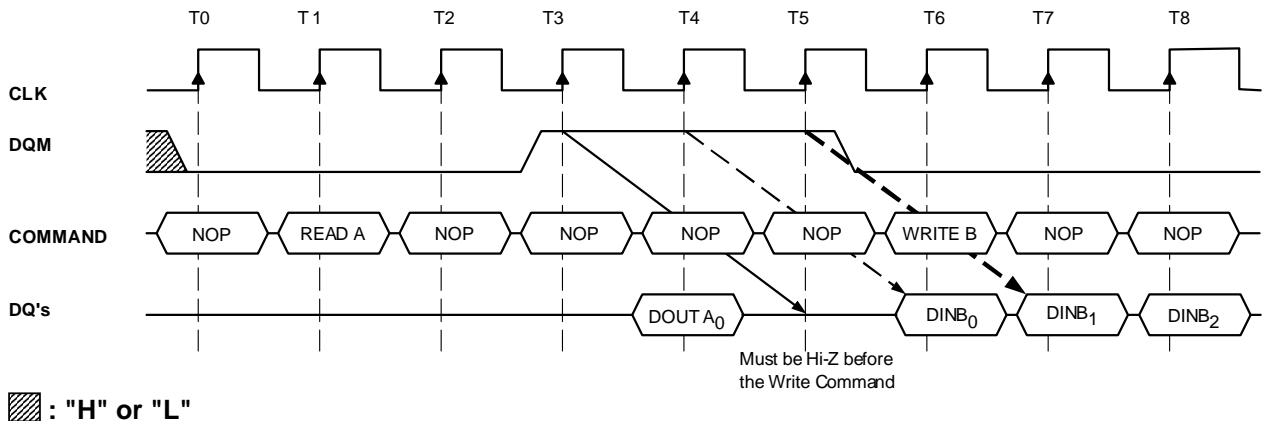 T0 T1 T2 T3 T4 T5 T6 T7 T8
CLK
DQM
COMMAND NOP READ A NOP NOP NOP NOP WRITE B NOP NOP
DQ's DOUT A0 DINB0 DINB1 DINB2
Must be Hi-Z before
the Write Command
: "H" or "L"